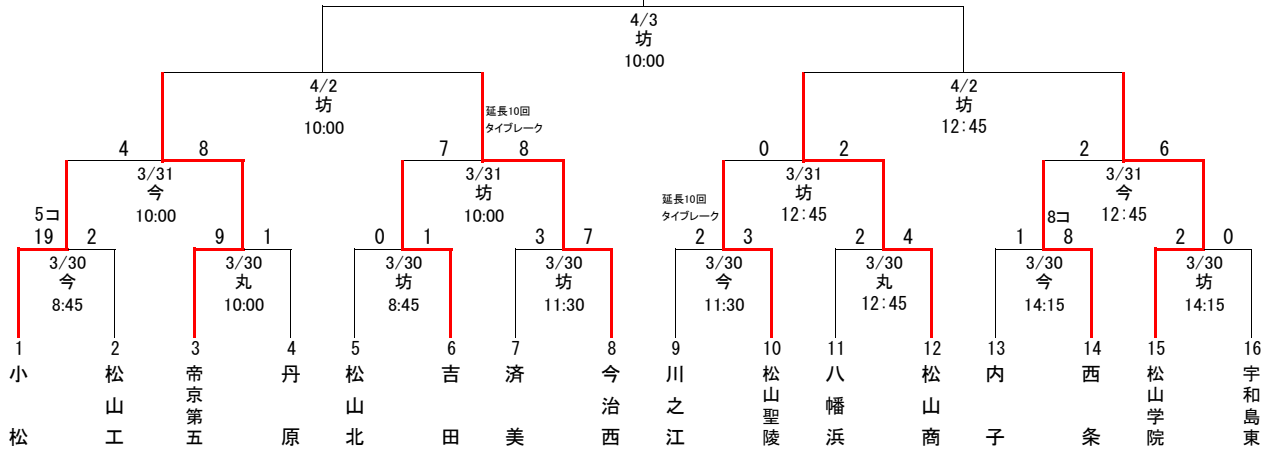 4/3
坊
10:00
4/2
坊
10:00
4/2
坊
12:45
延長10回
タイブレーク
4 8
7 8
0 2
2 6
3/31
今
10:00
3/31
坊
10:00
3/31
坊
12:45
3/31
今
12:45
5コ
延長10回
タイブレーク
8コ
19 2
9 1
0 1
3 7
2 3
2 4
1 8
2 0
3/30
今
8:45
3/30
丸
10:00
3/30
坊
8:45
3/30
坊
11:30
3/30
今
11:30
3/30
丸
12:45
3/30
今
14:15
3/30
坊
14:15
1 2 3 4 5 6 7 8 9 10 11 12 13 14 15 16
小松
松山工
帝京第五
丹原
松山北
吉田
済美
今治西
川之江
松山聖陵
八幡浜
松山商
内子
西条
松山学院
宇和島東